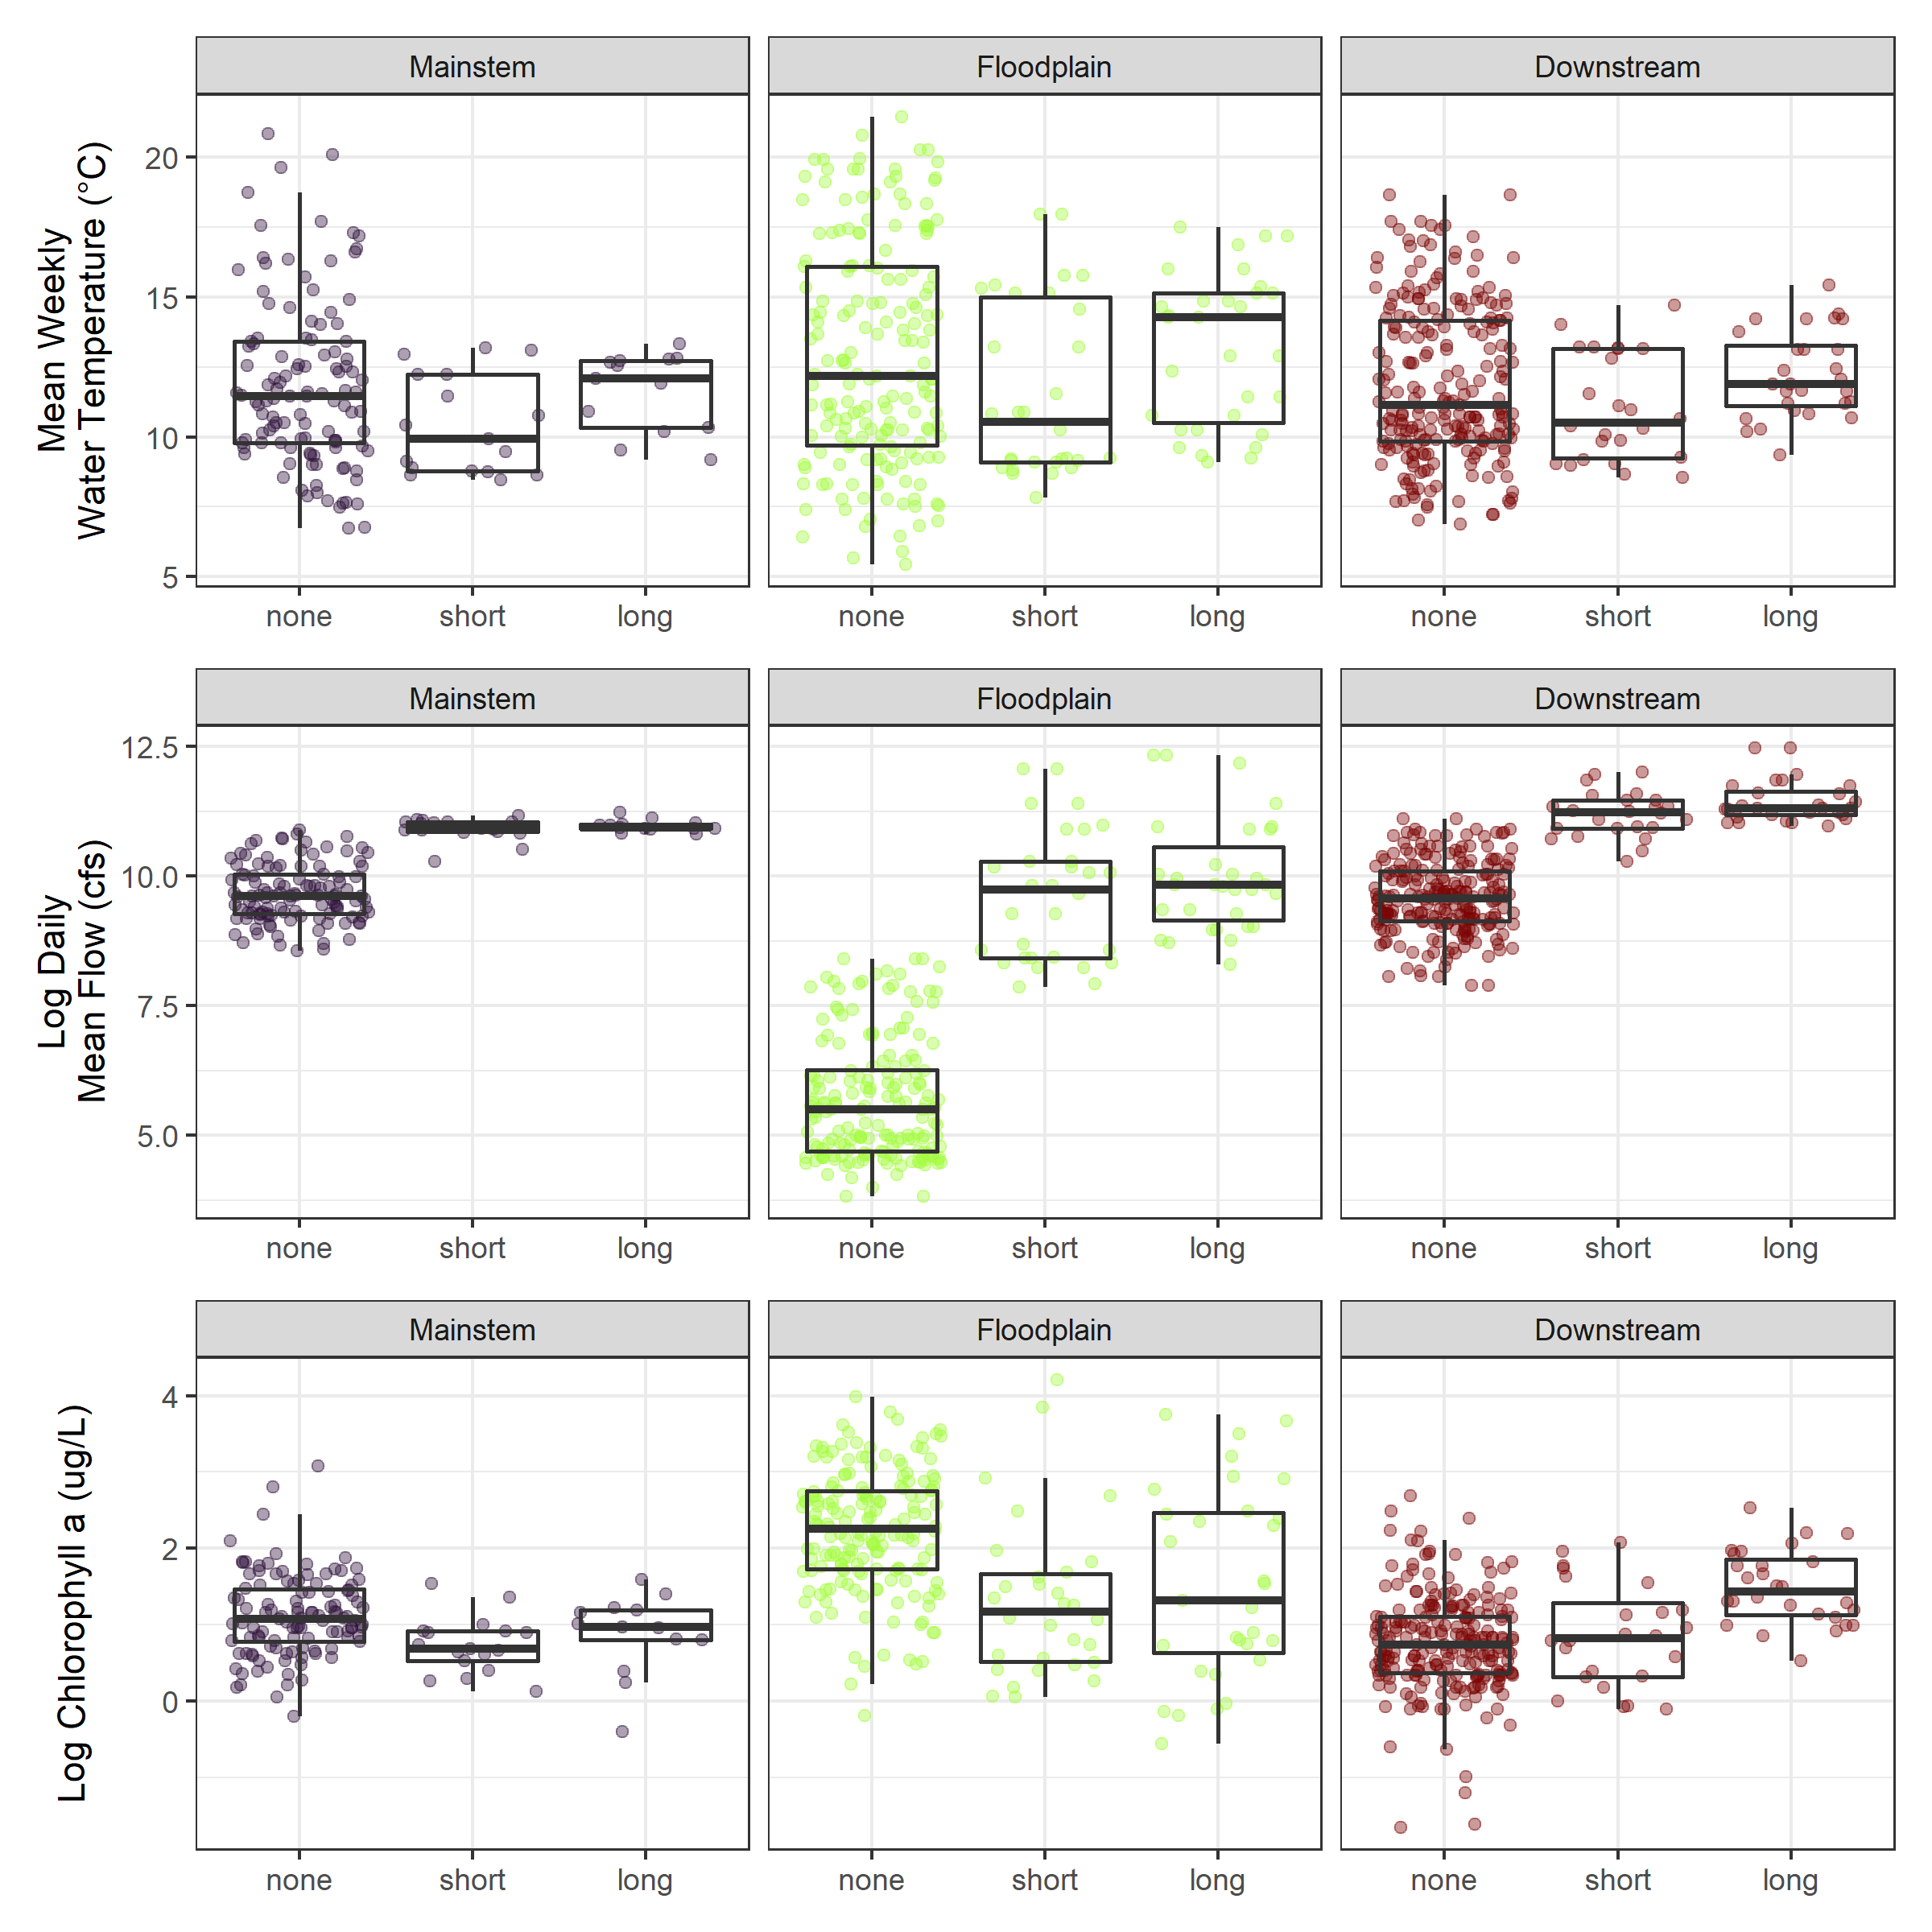 Mainstem Floodplain Downstream
Mean Weekly
Water Temperature (°C)
20
15
10
5
none short long none short long none short long
Mainstem Floodplain Downstream
Log Daily
Mean Flow (cfs)
12.5
10.0
7.5
5.0
none short long none short long none short long
Mainstem Floodplain Downstream
Log Chlorophyll a (ug/L)
4
2
0
none short long none short long none short long